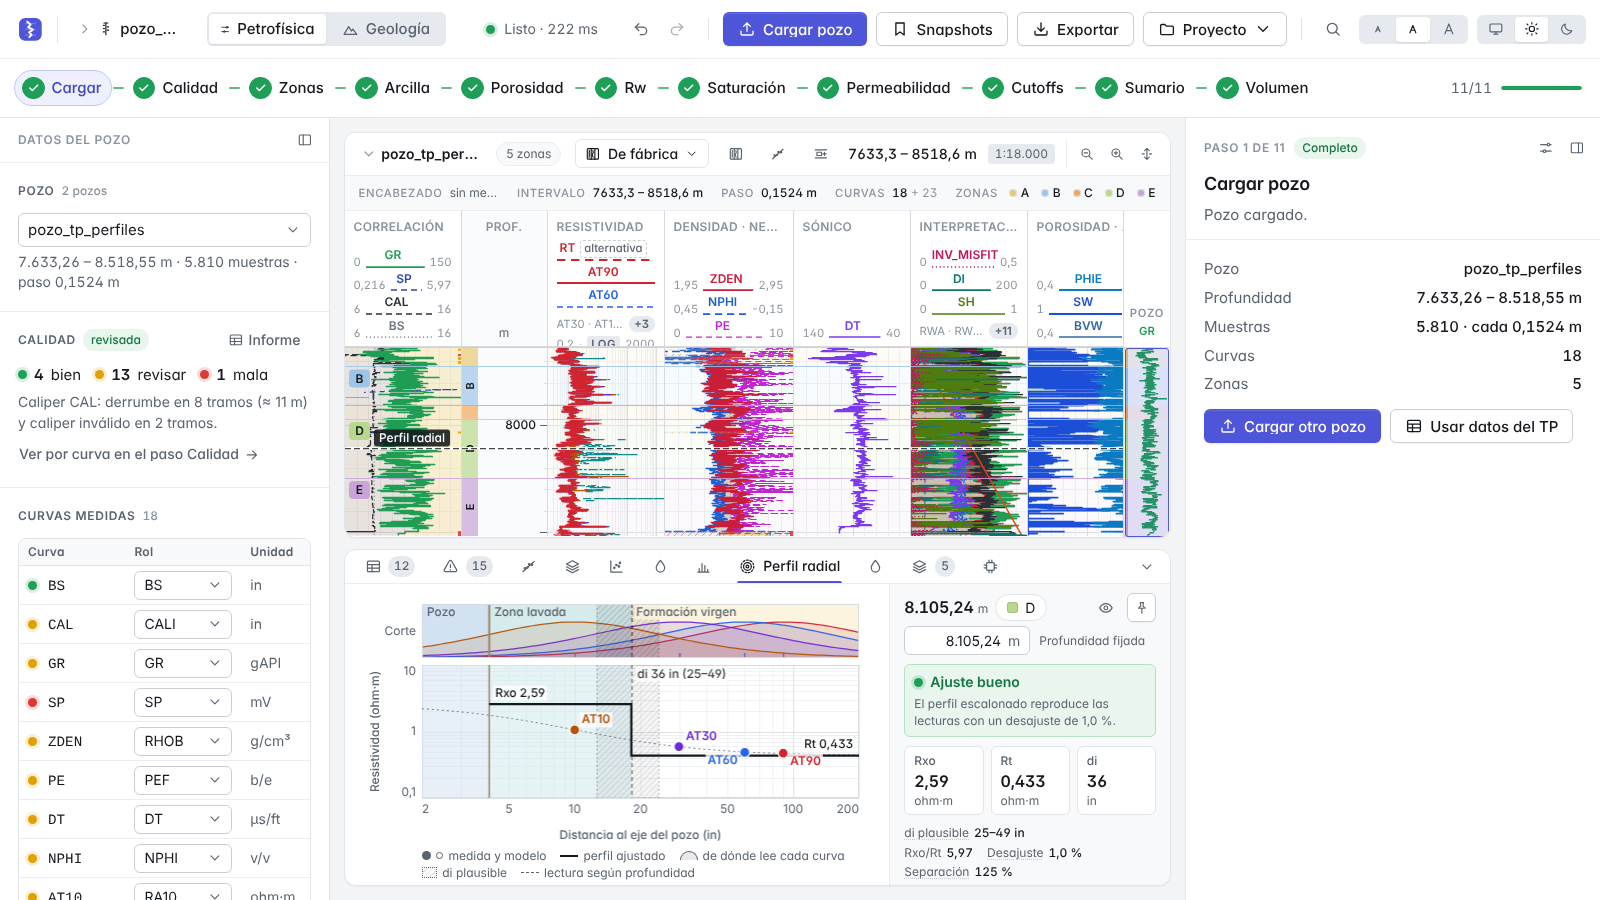 pozo_te...
Petrofísica
Geología
Listo · 222 ms
Cargar pozo
Snapshots
Exportar
Proyecto
A A A
Cargar
Calidad
Zonas
Arcilla
Porosidad
Rw
Saturación
Permeabilidad
Cutoffs
Sumario
Volumen
11/11
DATOS DEL POZO
POZO 2 pozos
pozo_tp_perfiles
7.633,26 – 8.518,55 m · 5.810 muestras ·
paso 0,1524 m
CALIDAD revisada Informe
4 bien 13 revisar 1 mala
Caliper CAL: derrumbe en 8 tramos (≈ 11 m)
y caliper inválido en 2 tramos.
Ver por curva en el paso Calidad →
CURVAS MEDIDAS 18
Curva Rol Unidad
BS BS in
CAL CALI in
GR GR gAPI
SP SP mV
ZDEN RHOB g/cm³
PE PEF b/e
DT DT µs/ft
NPHI NPHI v/v
AT10 RA10 ohm·m
pozo_tp_per... 5 zonas De fábrica 7633,3 – 8518,6 m 1:18.000
ENCABEZADO sin me... INTERVALO 7633,3 – 8518,6 m PASO 0,1524 m CURVAS 18 + 23 ZONAS A B C D E
CORRELACIÓN
0 GR 150
0,216 SP 5,97
6 CAL 16
6 BS 16
PROF.
m
RESISTIVIDAD
RT alternativa
AT90
AT60
AT30 · AT1... +3
0,2 · LOG 2000
DENSIDAD · NE...
1,95 ZDEN 2,95
0,45 NPHI -0,15
0 PE 10
SÓNICO
140 DT 40
INTERPRETAC...
0 INV_MISFIT 0,5
0 DI 200
0 SH 1
RWA · RW... +11
POROSIDAD · .
0,4 PHIE
1 SW
0,4 BVW
POZO
GR
B
D
E
B
D
E
8000
Perfil radial
12
15
Perfil radial
5
Corte
Pozo
Zona lavada
Formación virgen
Resistividad (ohm·m)
10
1
0,1
di 36 in (25–49)
Rxo 2,59
AT10
AT30
AT60
AT90
Rt 0,433
2 5 10 20 50 100 200
Distancia al eje del pozo (in)
medida y modelo
perfil ajustado
de dónde lee cada curva
di plausible
lectura según profundidad
8.105,24 m D
8.105,24 m Profundidad fijada
Ajuste bueno
El perfil escalonado reproduce las
lecturas con un desajuste de 1,0 %.
Rxo
2,59
ohm·m
Rt
0,433
ohm·m
di
36
in
di plausible 25–49 in
Rxo/Rt 5,97 Desajuste 1,0 %
Separación 125 %
PASO 1 DE 11 Completo
Cargar pozo
Pozo cargado.
Pozo pozo_tp_perfiles
Profundidad 7.633,26 – 8.518,55 m
Muestras 5.810 · cada 0,1524 m
Curvas 18
Zonas 5
Cargar otro pozo
Usar datos del TP